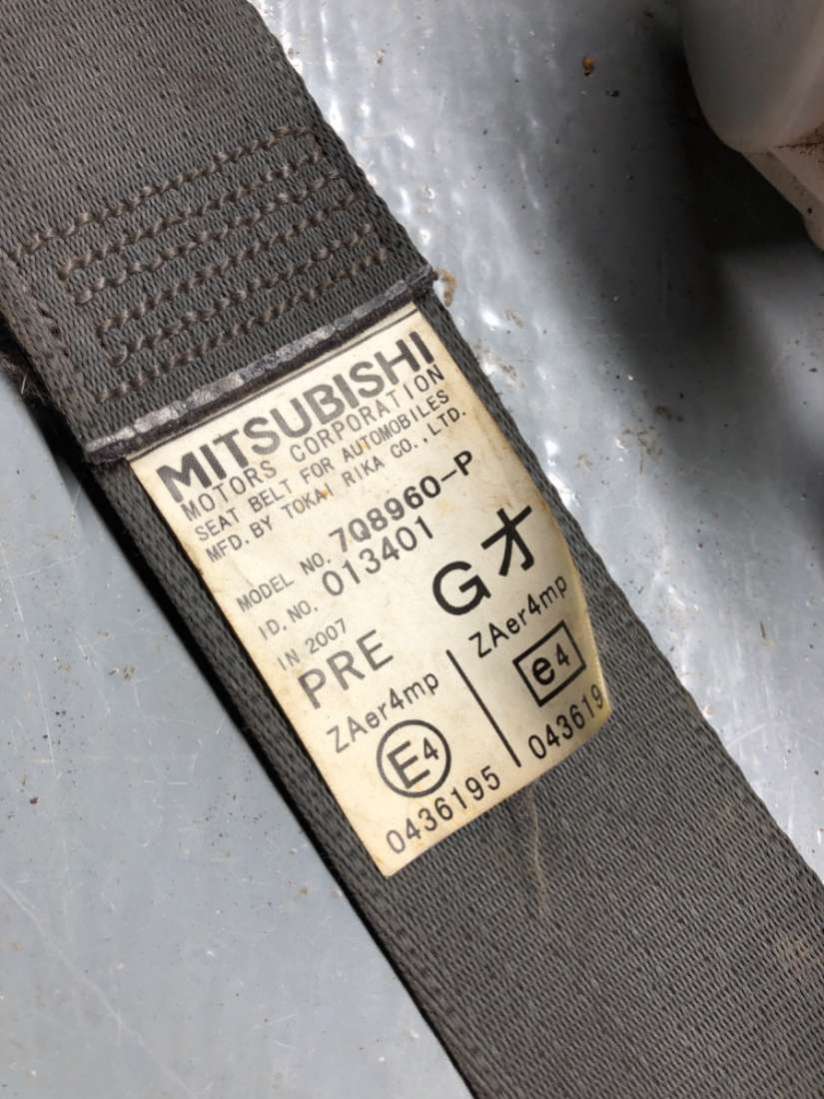 MITSUBISHI
MOTORS CORPORATION
SEAT BELT FOR AUTOMOBILES
MFD. BY TOKAI RIKA CO., LTD.
MODEL NO. 7Q8960-P
ID. NO. 013401
IN 2007
PRE Gオ
ZAer4mp ZAer4mp
E4 e4
0436195 043619